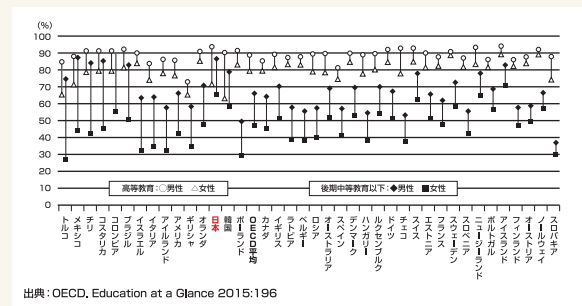 (%)
100
90
80
70
60
50
40
30
20
10
0
高等教育:○男性 △女性
後期中等教育以下:◆男性 ■女性
トルコ
メキシコ
チリ
コスタリカ
コロンビア
ブラジル
イスラエル
イタリア
アイルランド
アメリカ
ギリシャ
オランダ
日本
韓国
ポーランド
OECD平均
カナダ
イギリス
ラトビア
ベルギー
ロシア
オーストラリア
スペイン
デンマーク
ハンガリー
ルクセンブルク
ドイツ
チェコ
スイス
エストニア
フランス
スウェーデン
スロベニア
ニュージーランド
ポルトガル
アイスランド
フィンランド
オーストリア
ノールウェイ
スロバキア
出典:OECD, Education at a Glance 2015:196